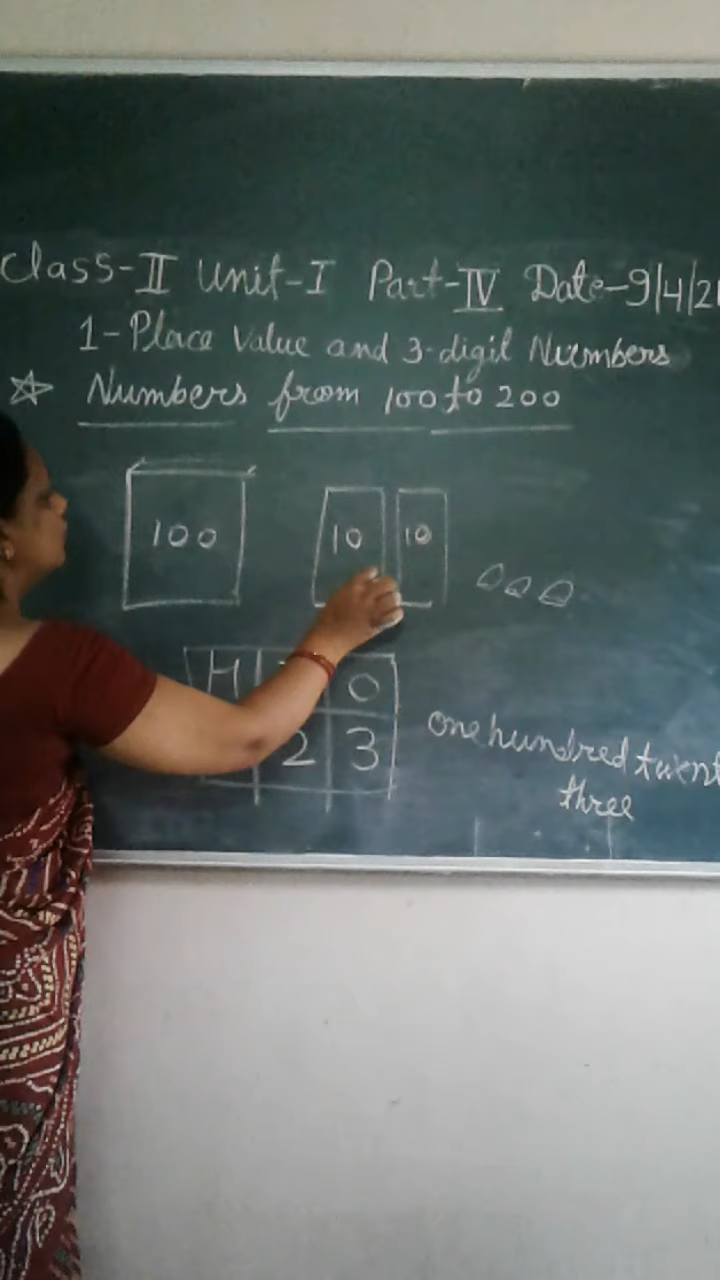 Class-II Unit-I Part-IV Date-9/4/21
1-Place Value and 3-digit Numbers
☆ Numbers from 100 to 200
100 10 10
H O
2 3
one hundred twent
three